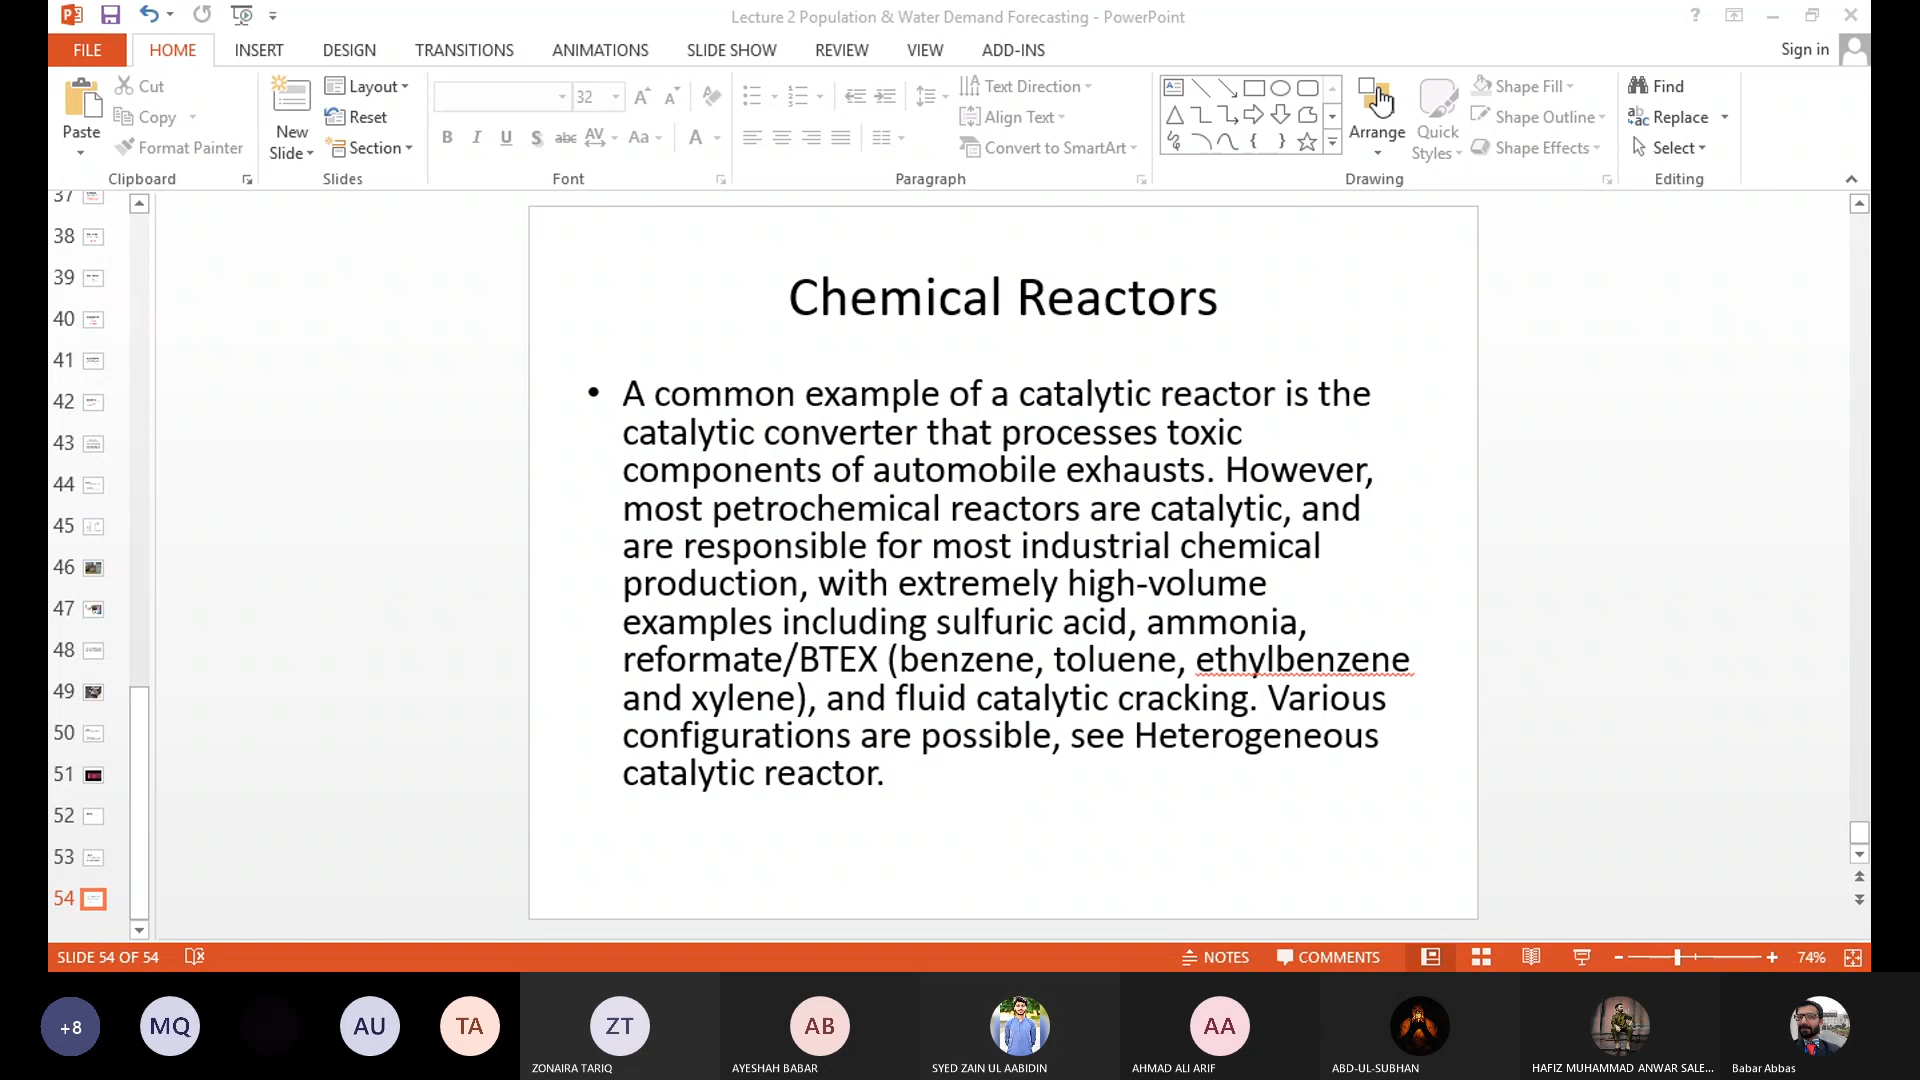 Lecture 2 Population & Water Demand Forecasting - PowerPoint
?
FILE HOME INSERT DESIGN TRANSITIONS ANIMATIONS SLIDE SHOW REVIEW VIEW ADD-INS Sign in
Paste
Cut
Copy
Format Painter
Clipboard
New
Slide
Layout
Reset
Section
Slides
32
B I U S abc AV Aa A
Font
Text Direction
Align Text
Convert to SmartArt
Paragraph
Arrange
Quick
Styles
Shape Fill
Shape Outline
Shape Effects
Drawing
Find
Replace
Select
Editing
37
38
39
40
41
42
43
44
45
46
47
48
49
50
51
52
53
54
Chemical Reactors
• A common example of a catalytic reactor is the
catalytic converter that processes toxic
components of automobile exhausts. However,
most petrochemical reactors are catalytic, and
are responsible for most industrial chemical
production, with extremely high-volume
examples including sulfuric acid, ammonia,
reformate/BTEX (benzene, toluene, ethylbenzene
and xylene), and fluid catalytic cracking. Various
configurations are possible, see Heterogeneous
catalytic reactor.
SLIDE 54 OF 54 NOTES COMMENTS 74%
+8 MQ AU TA ZT AB AA
ZONAIRA TARIQ AYESHAH BABAR SYED ZAIN UL AABIDIN AHMAD ALI ARIF ABD-UL-SUBHAN HAFIZ MUHAMMAD ANWAR SALE... Babar Abbas